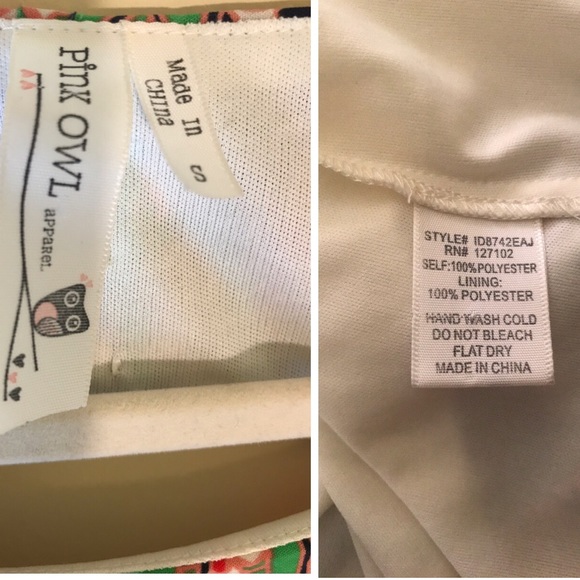 PINK OWL
APPAREL
Made In
CHINA
S
STYLE# ID8742EAJ
RN# 127102
SELF:100%POLYESTER
LINING:
100% POLYESTER
HAND WASH COLD
DO NOT BLEACH
FLAT DRY
MADE IN CHINA